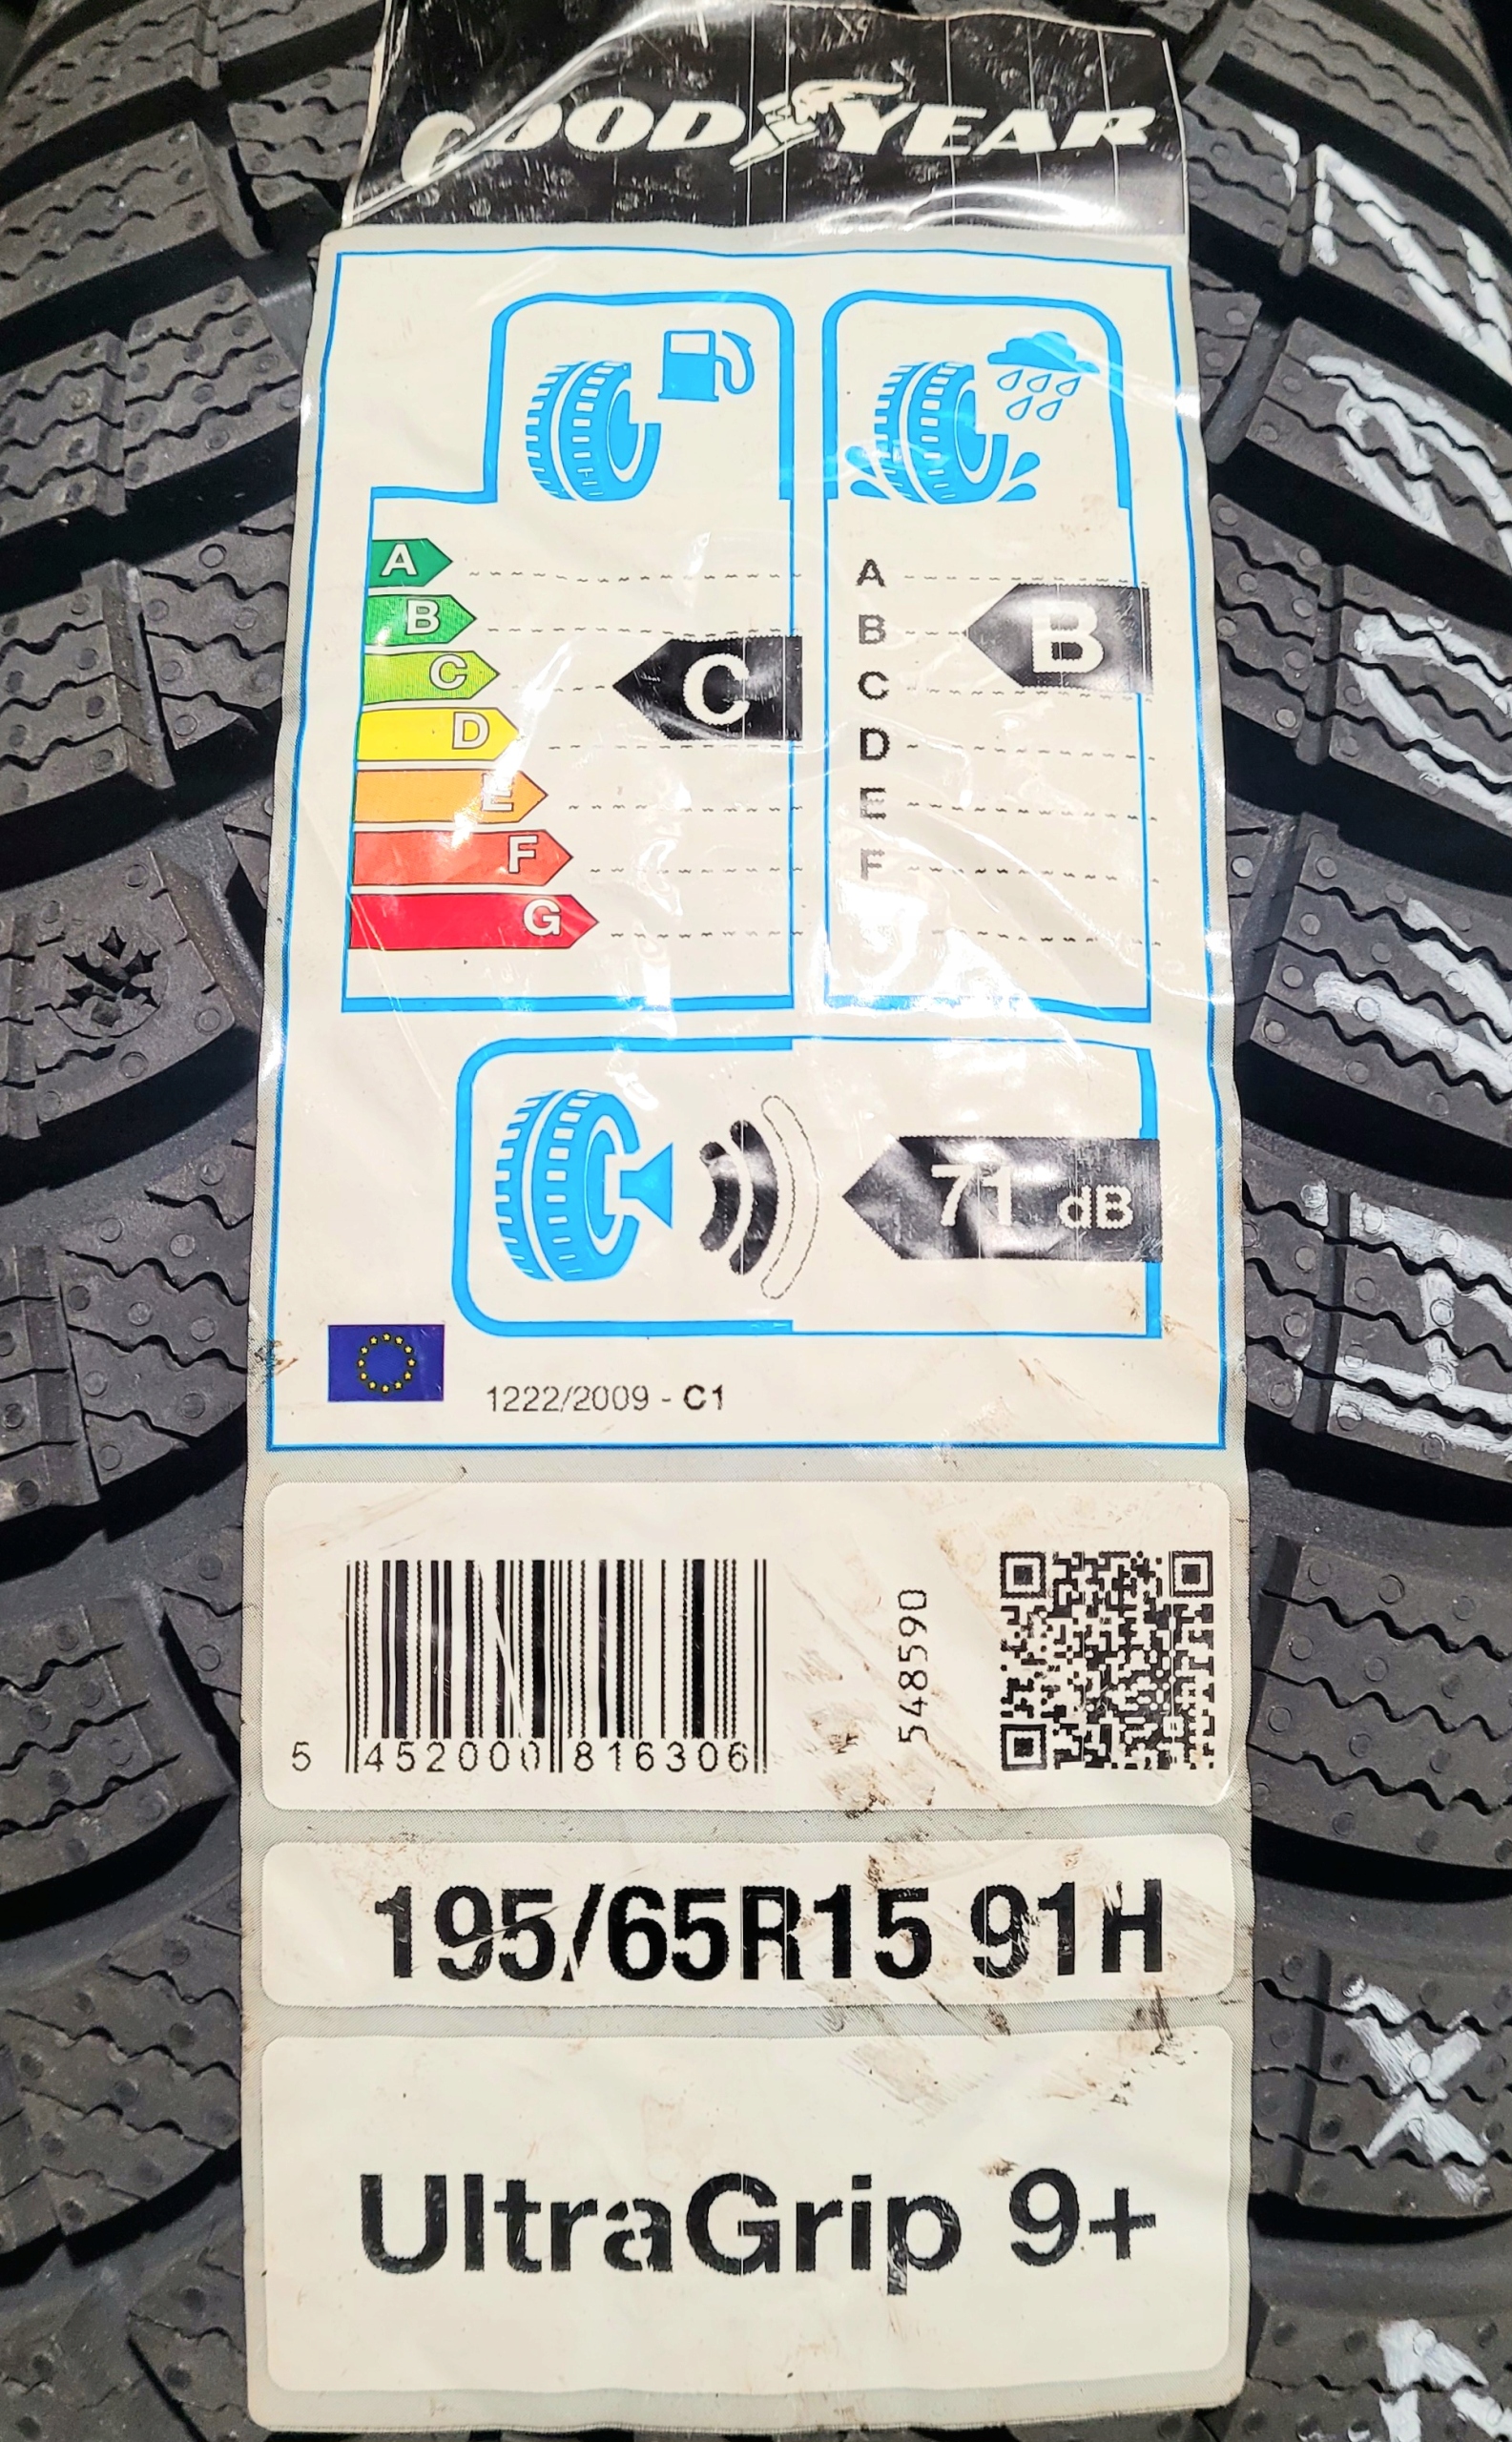 GOODYEAR
A
B
C
D
E
F
G
C
A
B
C
D
E
F
B
71 dB
1222/2009 - C1
5 452000 816306
548590
195/65R15 91H
UltraGrip 9+